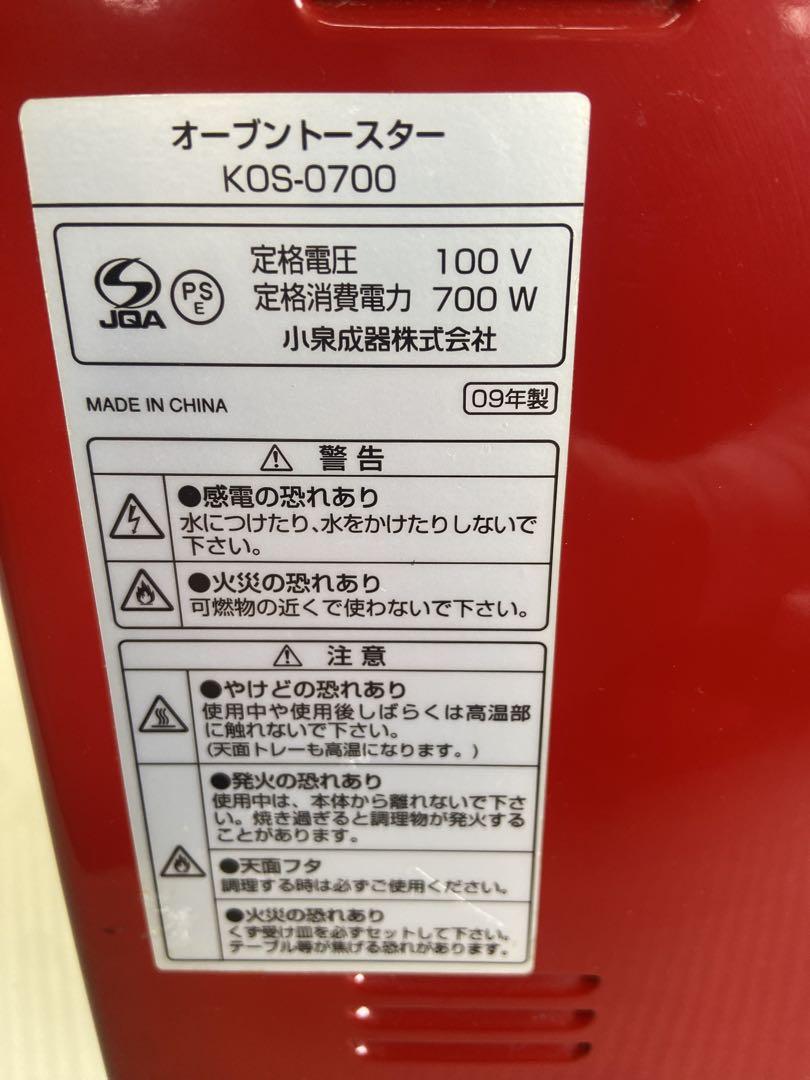 オーブントースター
KOS-0700
定格電圧 100 V
定格消費電力 700 W
小泉成器株式会社
JQA
PS
E
MADE IN CHINA
09年製
警告
●感電の恐れあり
水につけたり、水をかけたりしないで
下さい。
●火災の恐れあり
可燃物の近くで使わないで下さい。
注意
●やけどの恐れあり
使用中や使用後しばらくは高温部
に触れないで下さい。
(天面トレーも高温になります。)
●発火の恐れあり
使用中は、本体から離れないで下さ
い。焼き過ぎると調理物が発火する
ことがあります。
●天面フタ
調理する時は必ずご使用ください。
●火災の恐れあり
くず受け皿を必ずセットして下さい。
テーブル等が焦げる恐れがあります。